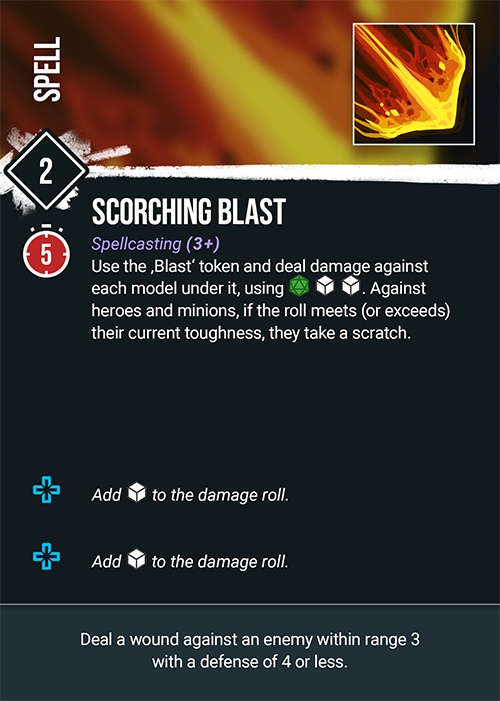 SPELL
2
SCORCHING BLAST
5
Spellcasting (3+)
Use the ‚Blast‘ token and deal damage against
each model under it, using . Against
heroes and minions, if the roll meets (or exceeds)
their current toughness, they take a scratch.
Add to the damage roll.
Add to the damage roll.
Deal a wound against an enemy within range 3
with a defense of 4 or less.